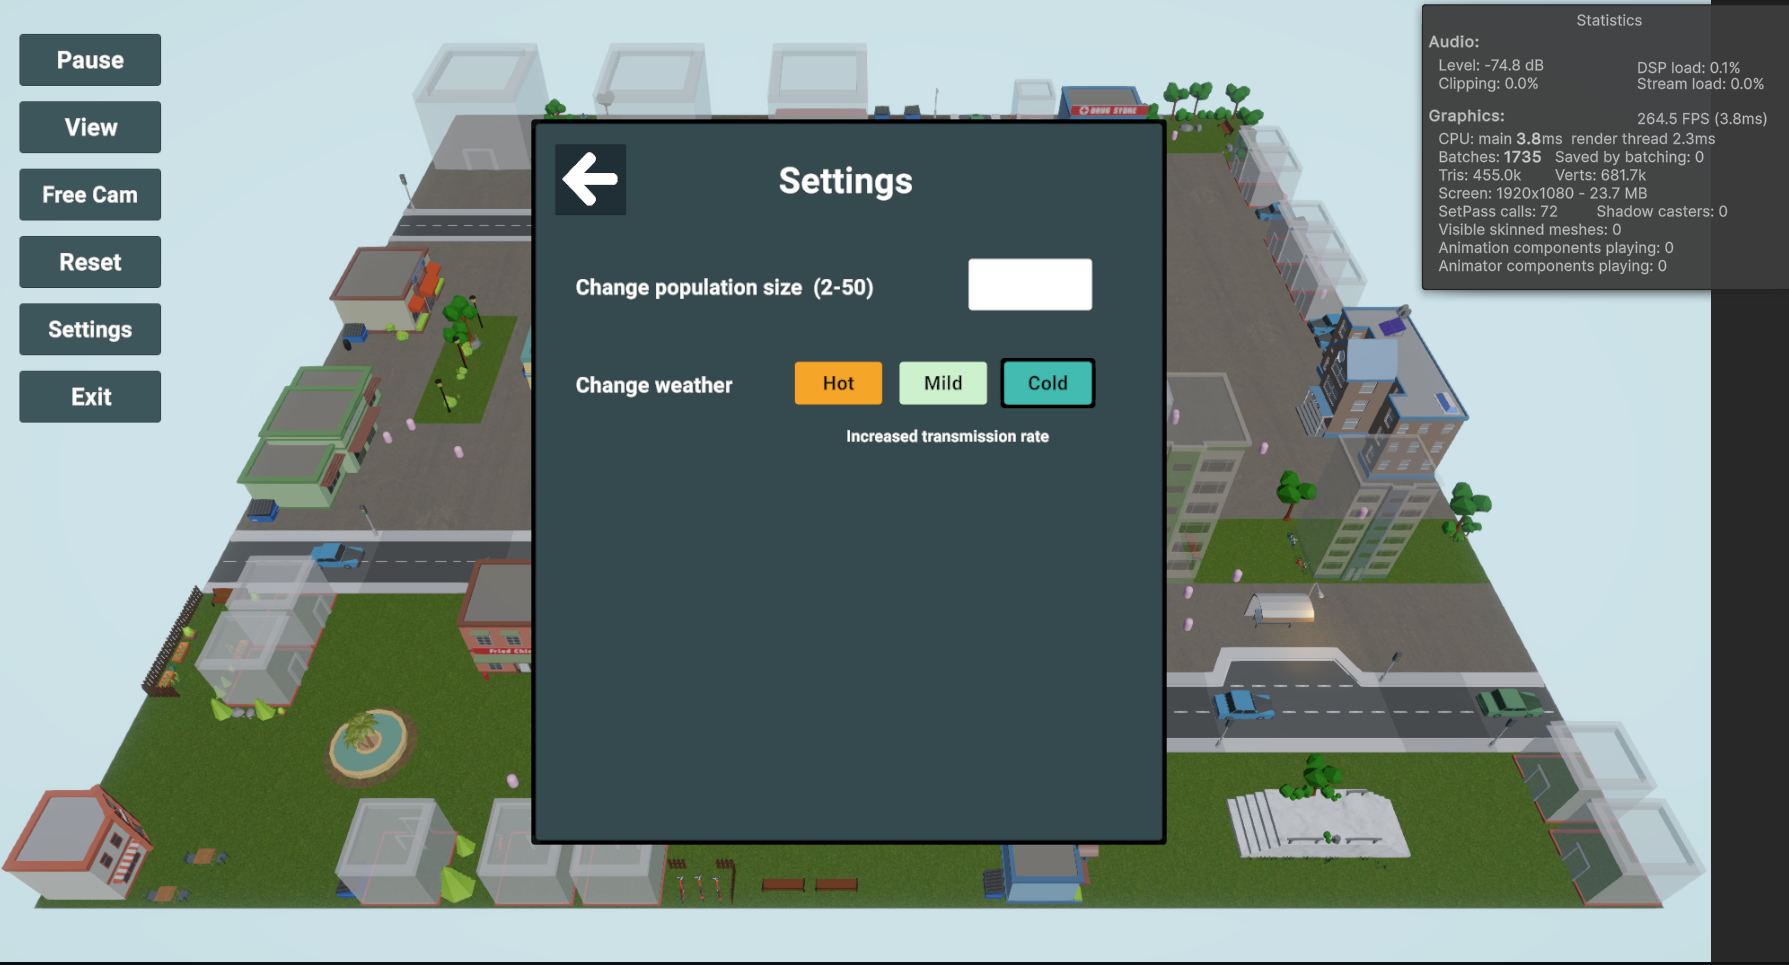 Pause
View
Free Cam
Reset
Settings
Exit
DRUG STORE
Settings
Change population size (2-50)
Change weather
Hot
Mild
Cold
Increased transmission rate
Statistics
Audio:
Level: -74.8 dB
DSP load: 0.1%
Clipping: 0.0%
Stream load: 0.0%
Graphics:
264.5 FPS (3.8ms)
CPU: main 3.8ms render thread 2.3ms
Batches: 1735 Saved by batching: 0
Tris: 455.0k Verts: 681.7k
Screen: 1920x1080 - 23.7 MB
SetPass calls: 72 Shadow casters: 0
Visible skinned meshes: 0
Animation components playing: 0
Animator components playing: 0
Fried Chi